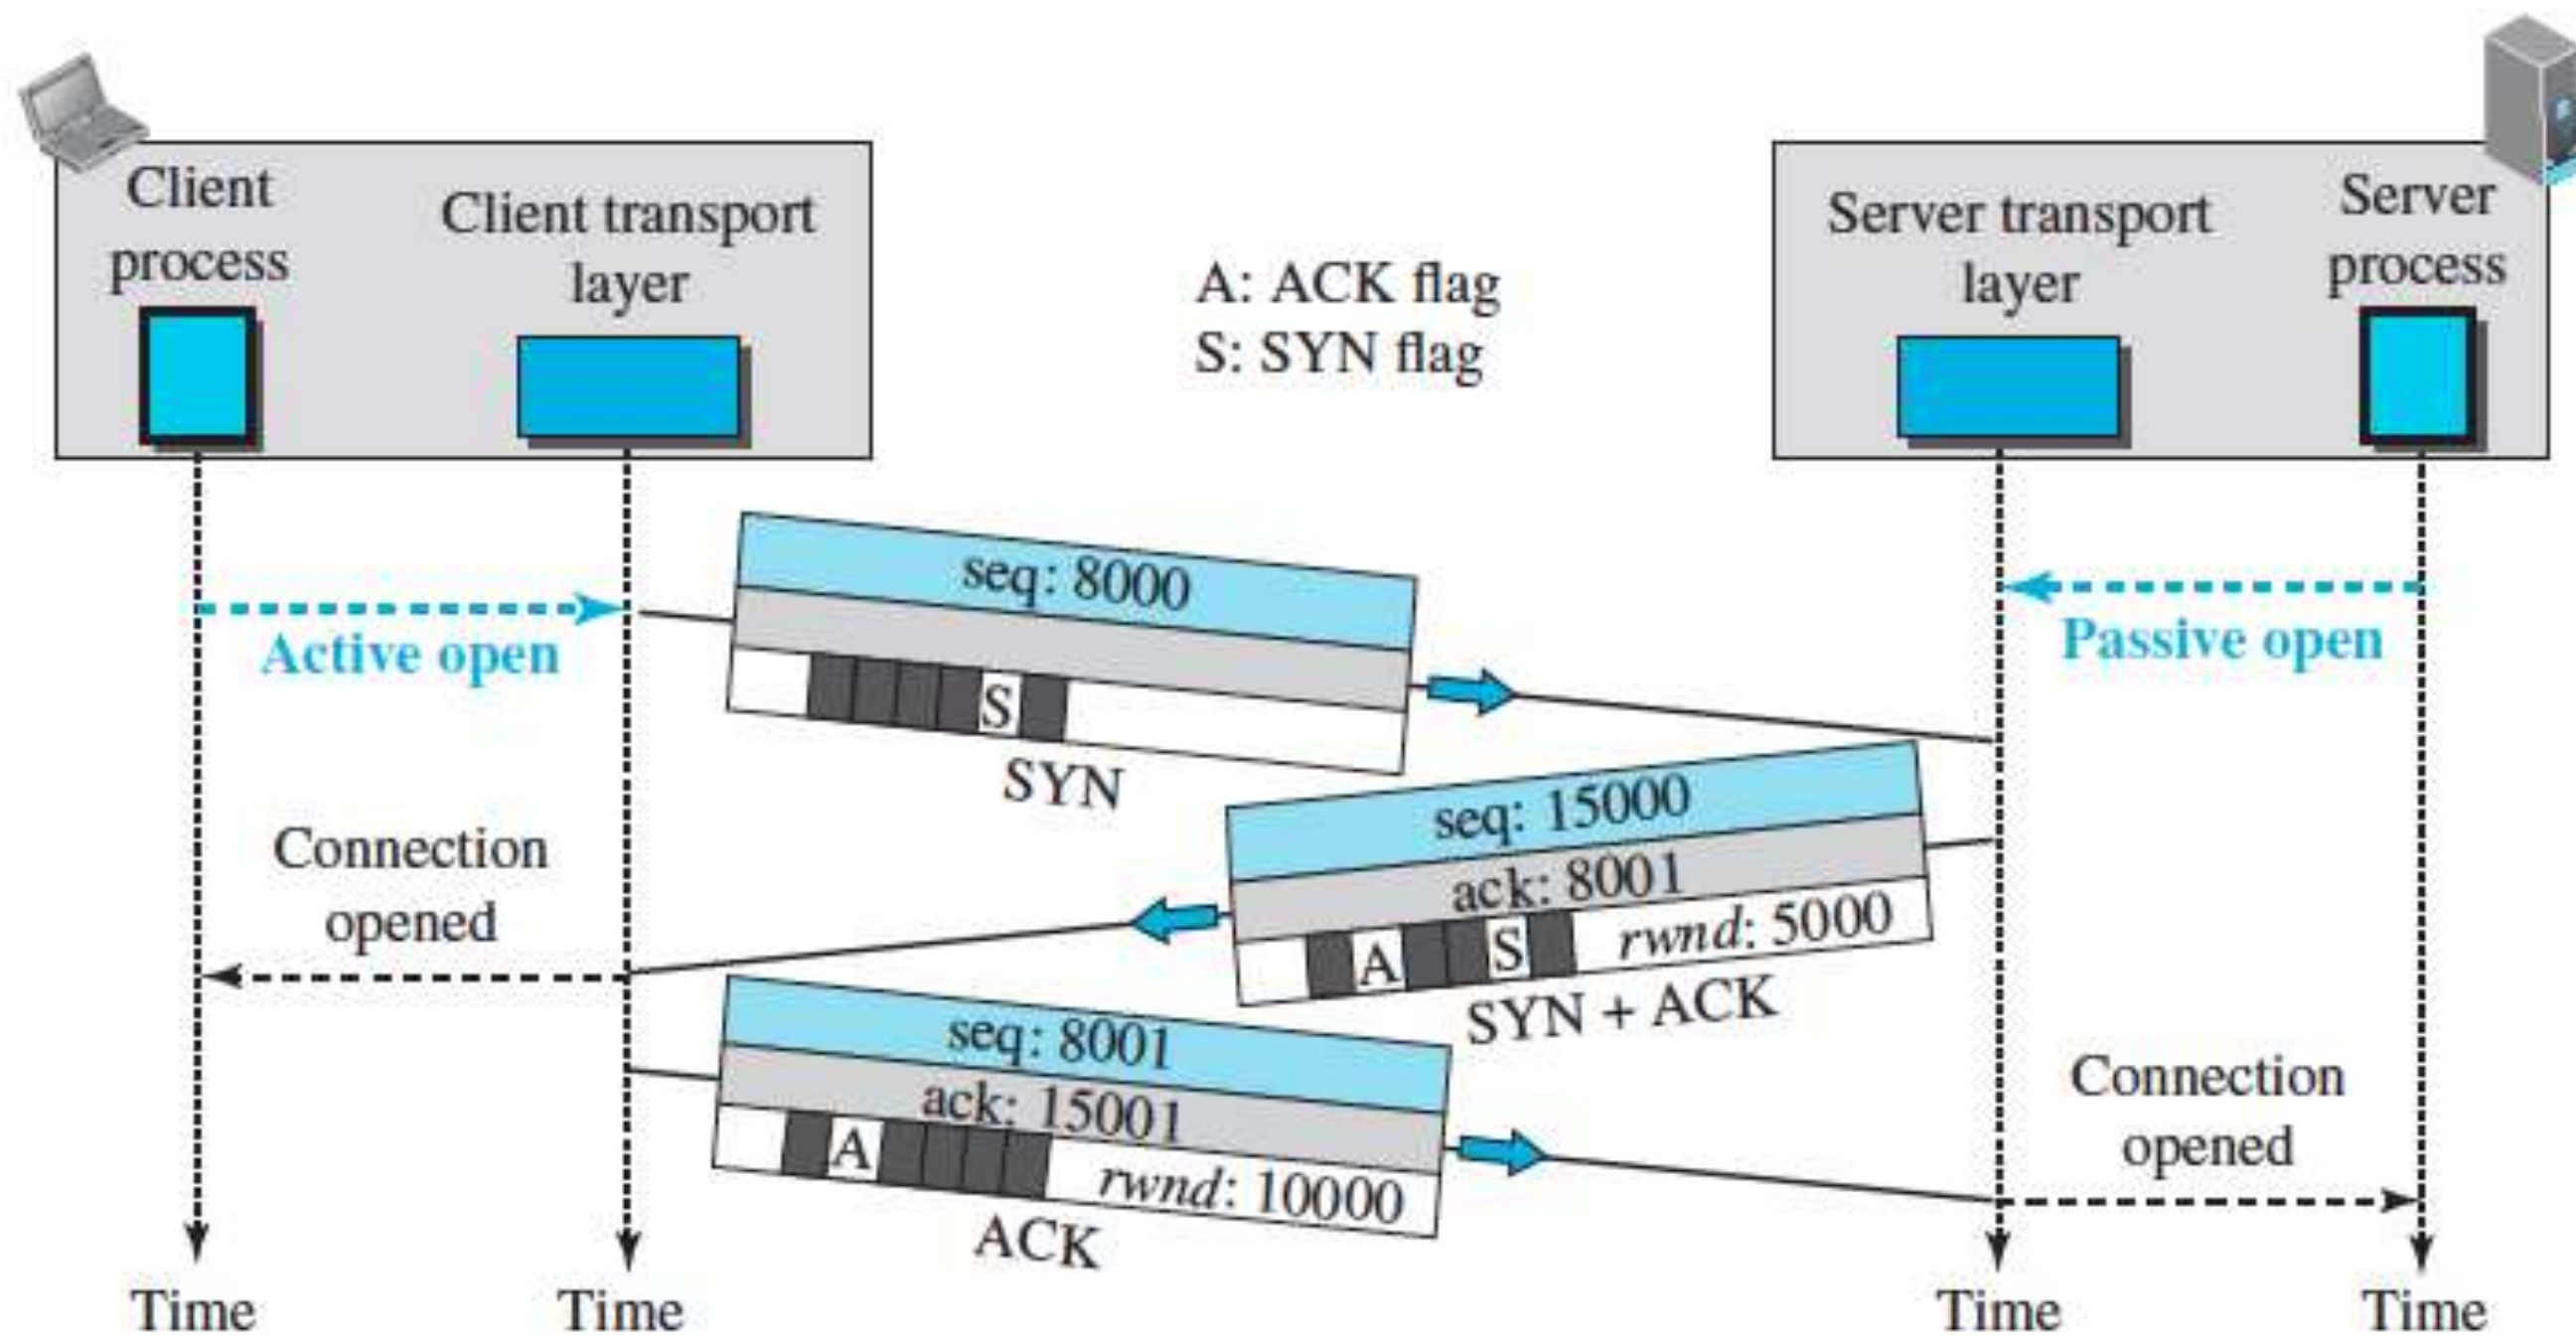 Client
process
Client transport
layer
A: ACK flag
S: SYN flag
Server transport
layer
Server
process
Active open
seq: 8000
S
SYN
Passive open
seq: 15000
ack: 8001
A S rwnd: 5000
SYN + ACK
Connection
opened
seq: 8001
ack: 15001
A rwnd: 10000
ACK
Connection
opened
Time
Time
Time
Time